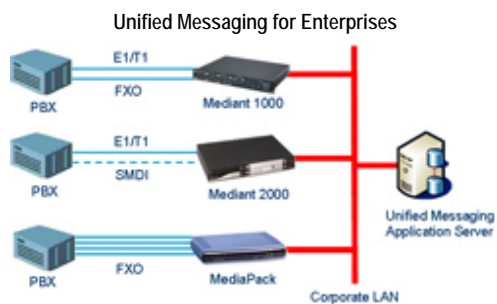 Unified Messaging for Enterprises
E1/T1
FXO
PBX
Mediant 1000
E1/T1
SMDI
PBX
Mediant 2000
Unified Messaging
Application Server
FXO
PBX
MediaPack
Corporate LAN